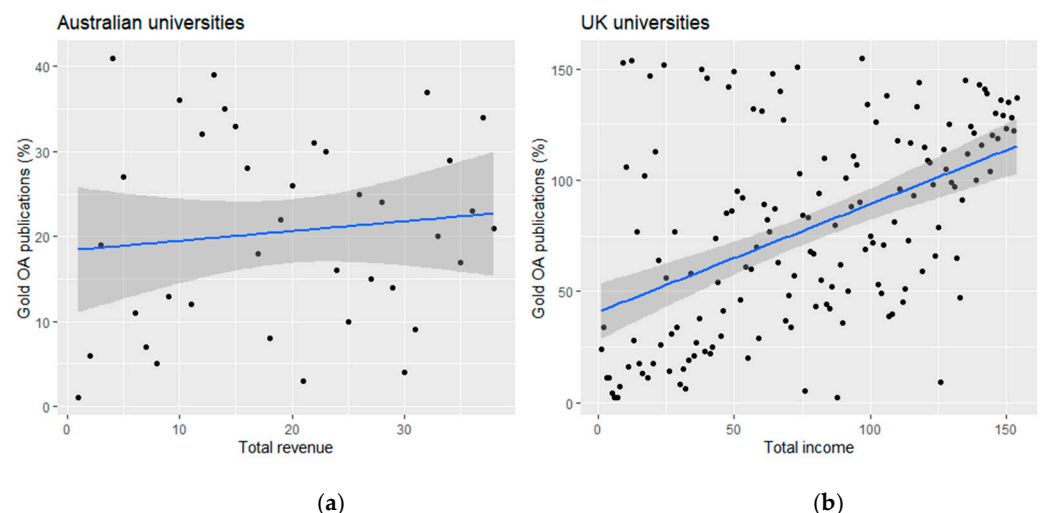 Australian universities
UK universities
Gold OA publications (%)
40
30
20
10
0
0 10 20 30
Total revenue
Gold OA publications (%)
150
100
50
0
0 50 100 150
Total income
(a)
(b)